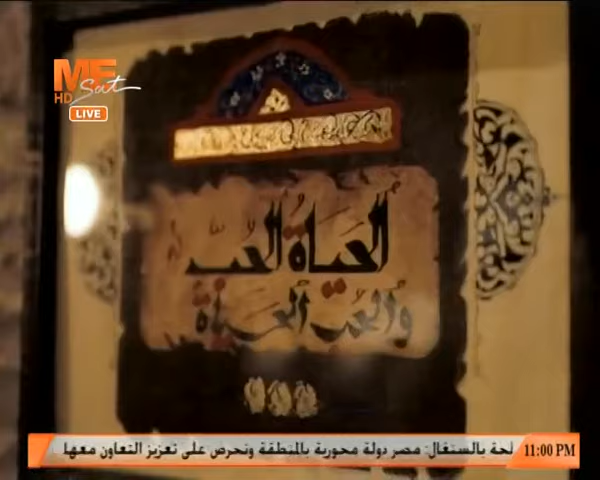 ME
Sat
HD
LIVE
الحياة الحب
والحب الحياة
لحة بالسنغال: مصر دولة محورية بالمنطقة ونحرص على تعزيز التعاون معها
11:00 PM